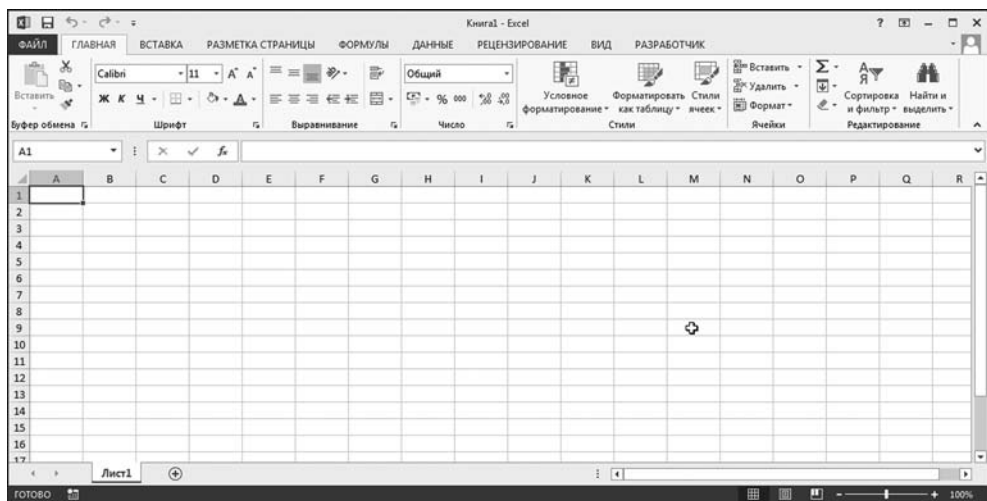 Книга1 - Excel
?
ФАЙЛ ГЛАВНАЯ ВСТАВКА РАЗМЕТКА СТРАНИЦЫ ФОРМУЛЫ ДАННЫЕ РЕЦЕНЗИРОВАНИЕ ВИД РАЗРАБОТЧИК
Вставить
Буфер обмена
Calibri 11 A A
Ж К Ч A
Шрифт
Выравнивание
Общий
% 000
Число
Условное форматирование
Форматировать как таблицу
Стили ячеек
Стили
Вставить
Удалить
Формат
Ячейки
Σ
Сортировка и фильтр
Найти и выделить
Редактирование
A1 fx
A B C D E F G H I J K L M N O P Q R
1
2
3
4
5
6
7
8
9
10
11
12
13
14
15
16
17
Лист1
ГОТОВО 100%